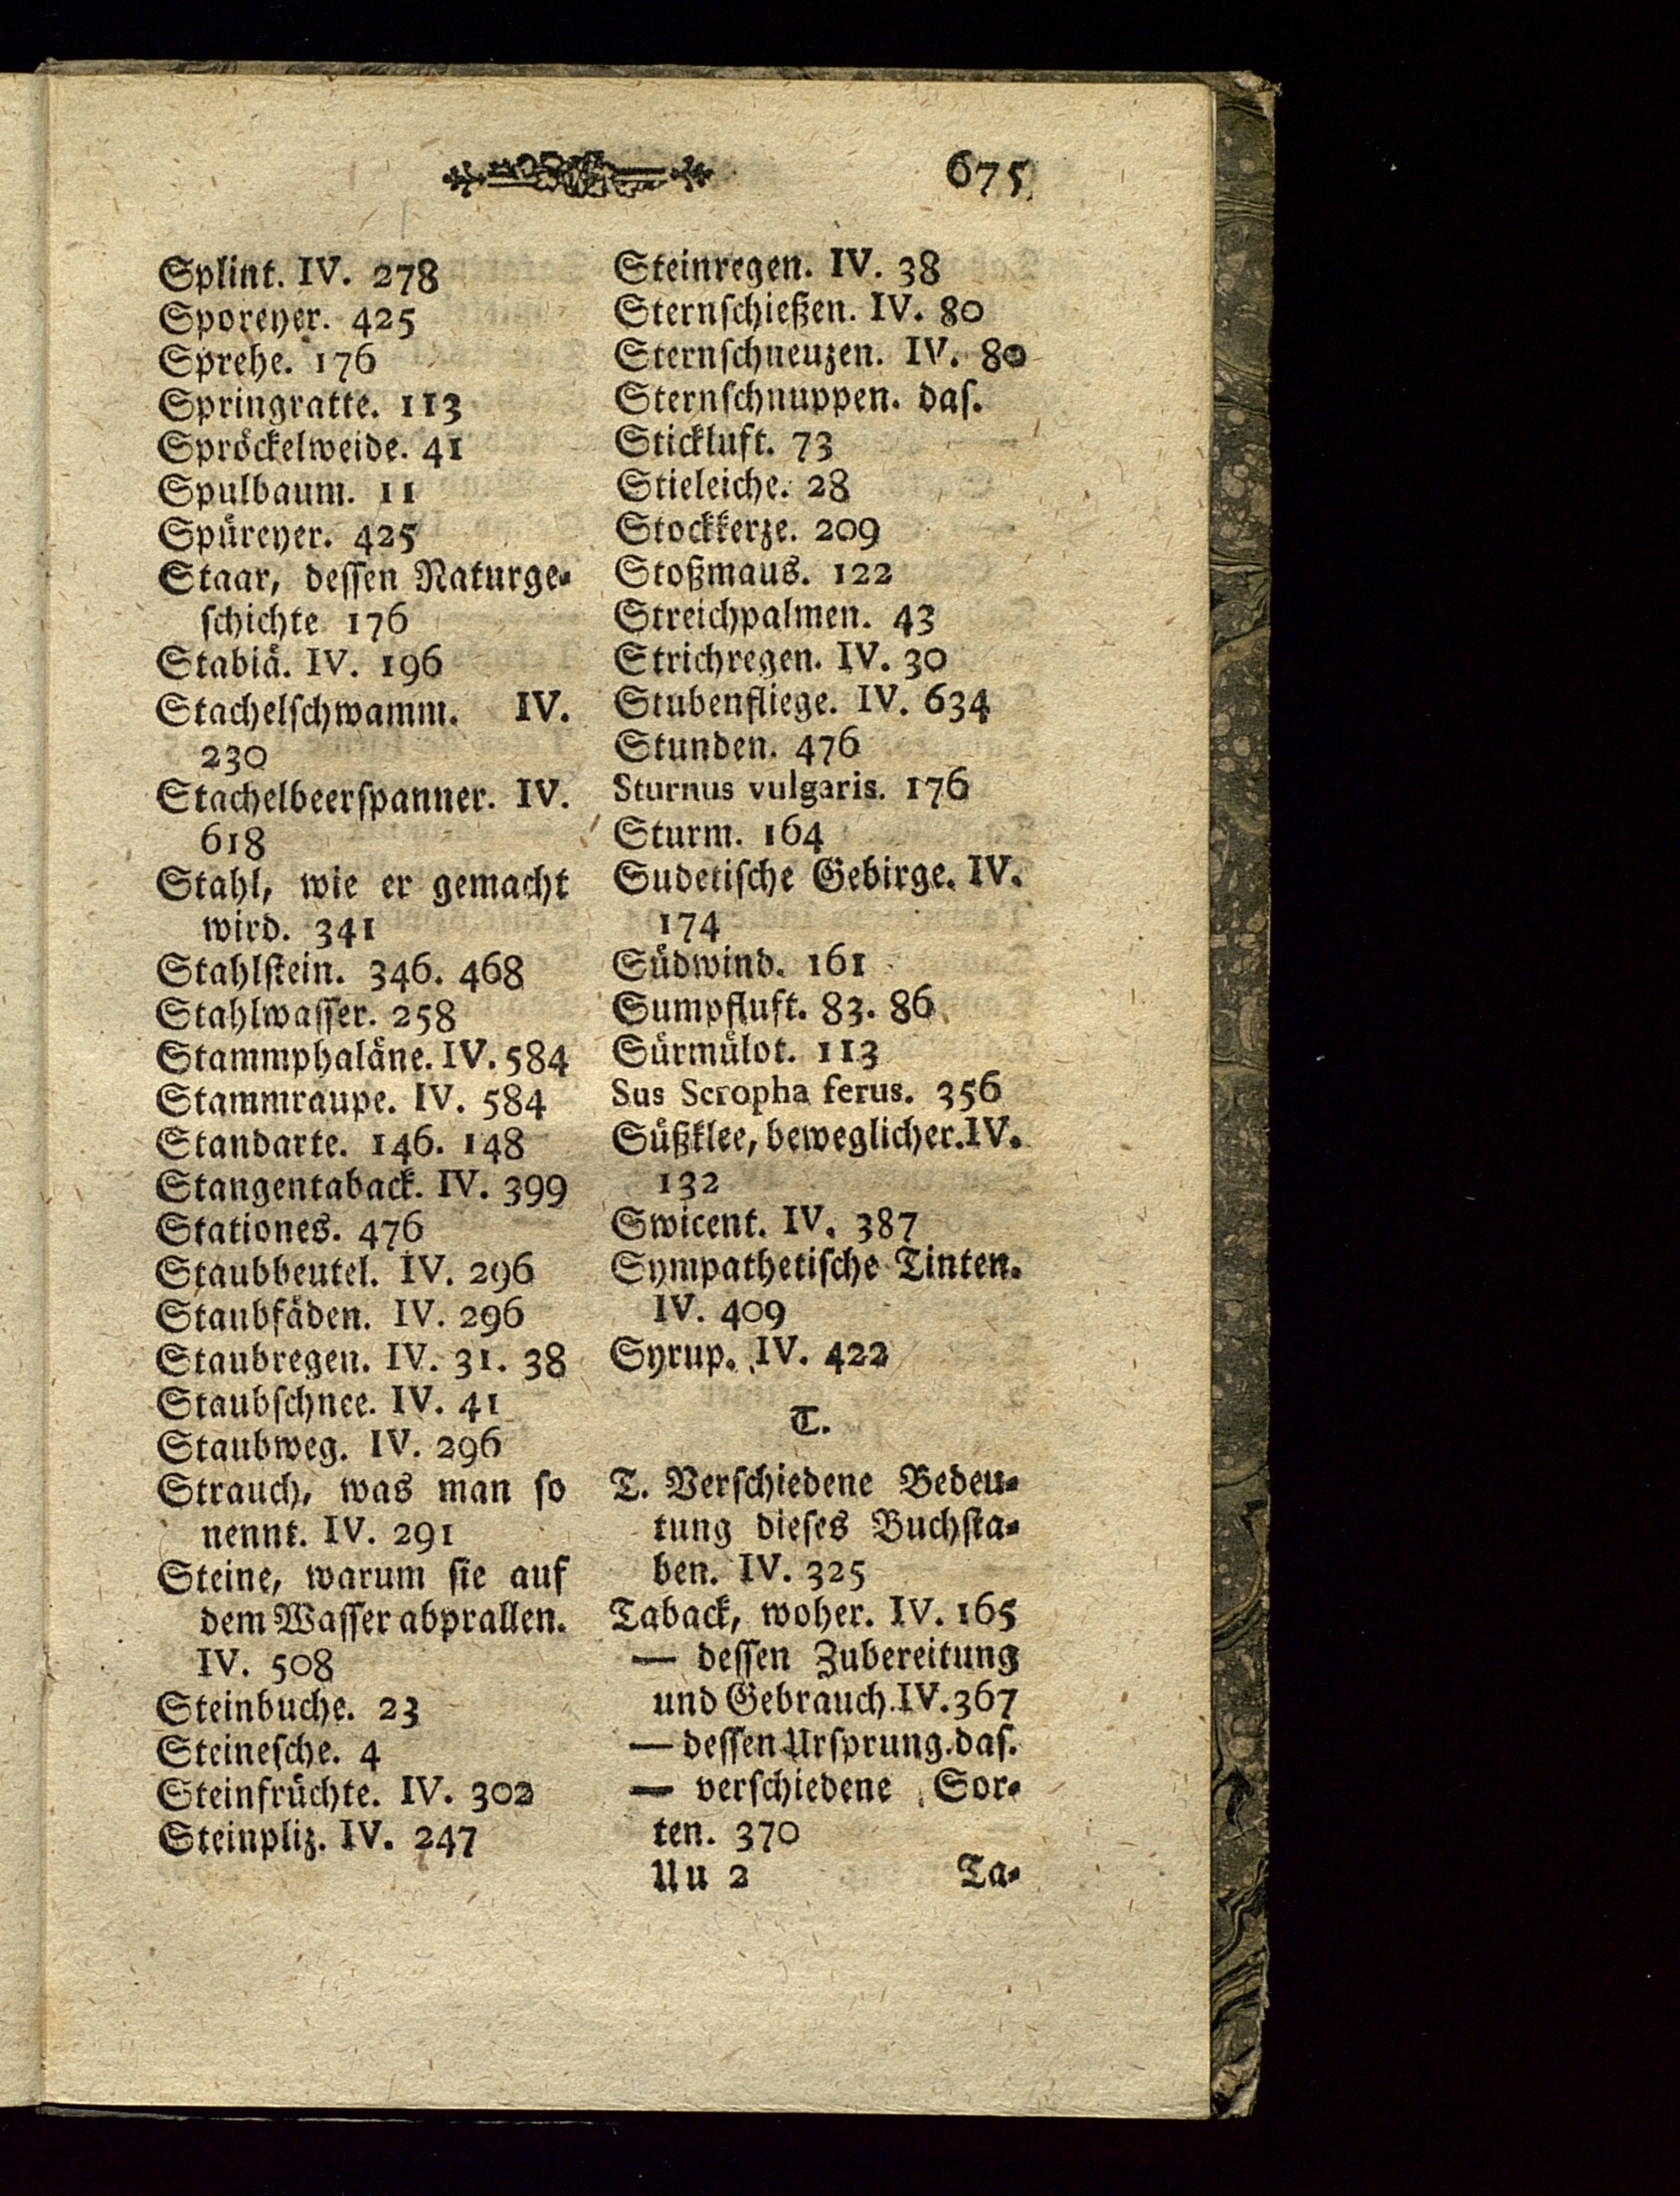 675
Splint. IV. 278
Sporeyer. 425
Sprehe. 176
Springratte. 113
Spröckelweide. 41
Spulbaum. 11
Spüreyer. 425
Staar, deſſen Naturge⸗
ſchichte 176
Stabiä. IV. 196
Stachelſchwamm. IV.
230
Stachelbeerſpanner. IV.
618
Stahl, wie er gemacht
wird. 341
Stahlſtein. 346. 468
Stahlwaſſer. 258
Stammphaläne. IV. 584
Stammraupe. IV. 584
Standarte. 146. 148
Stangentaback. IV. 399
Stationes. 476
Staubbeutel. IV. 296
Staubfäden. IV. 296
Staubregen. IV. 31. 38
Staubſchnee. IV. 41
Staubweg. IV. 296
Strauch, was man ſo
nennt. IV. 291
Steine, warum ſie auf
dem Waſſer abprallen.
IV. 508
Steinbuche. 23
Steineſche. 4
Steinfrüchte. IV. 302
Steinpliz. IV. 247
Steinregen. IV. 38
Sternſchießen. IV. 80
Sternſchneuzen. IV. 80
Sternſchnuppen. daſ.
Stickluft. 73
Stieleiche. 28
Stockkerze. 209
Stoßmaus. 122
Streichpalmen. 43
Strichregen. IV. 30
Stubenfliege. IV. 634
Stunden. 476
Sturnus vulgaris. 176
Sturm. 164
Sudetiſche Gebirge. IV.
174
Südwind. 161
Sumpfluft. 83. 86
Sürmülot. 113
Sus Scropha ferus. 356
Süßklee, beweglicher. IV.
132
Swicent. IV. 387
Sympathetiſche Tinten.
IV. 409
Syrup. IV. 422
T.
T. Verſchiedene Bedeu⸗
tung dieſes Buchſta⸗
ben. IV. 325
Taback, woher. IV. 165
— deſſen Zubereitung
und Gebrauch. IV. 367
— deſſen Urſprung. daſ.
— verſchiedene Sor⸗
ten. 370
Uu 2 Ta⸗